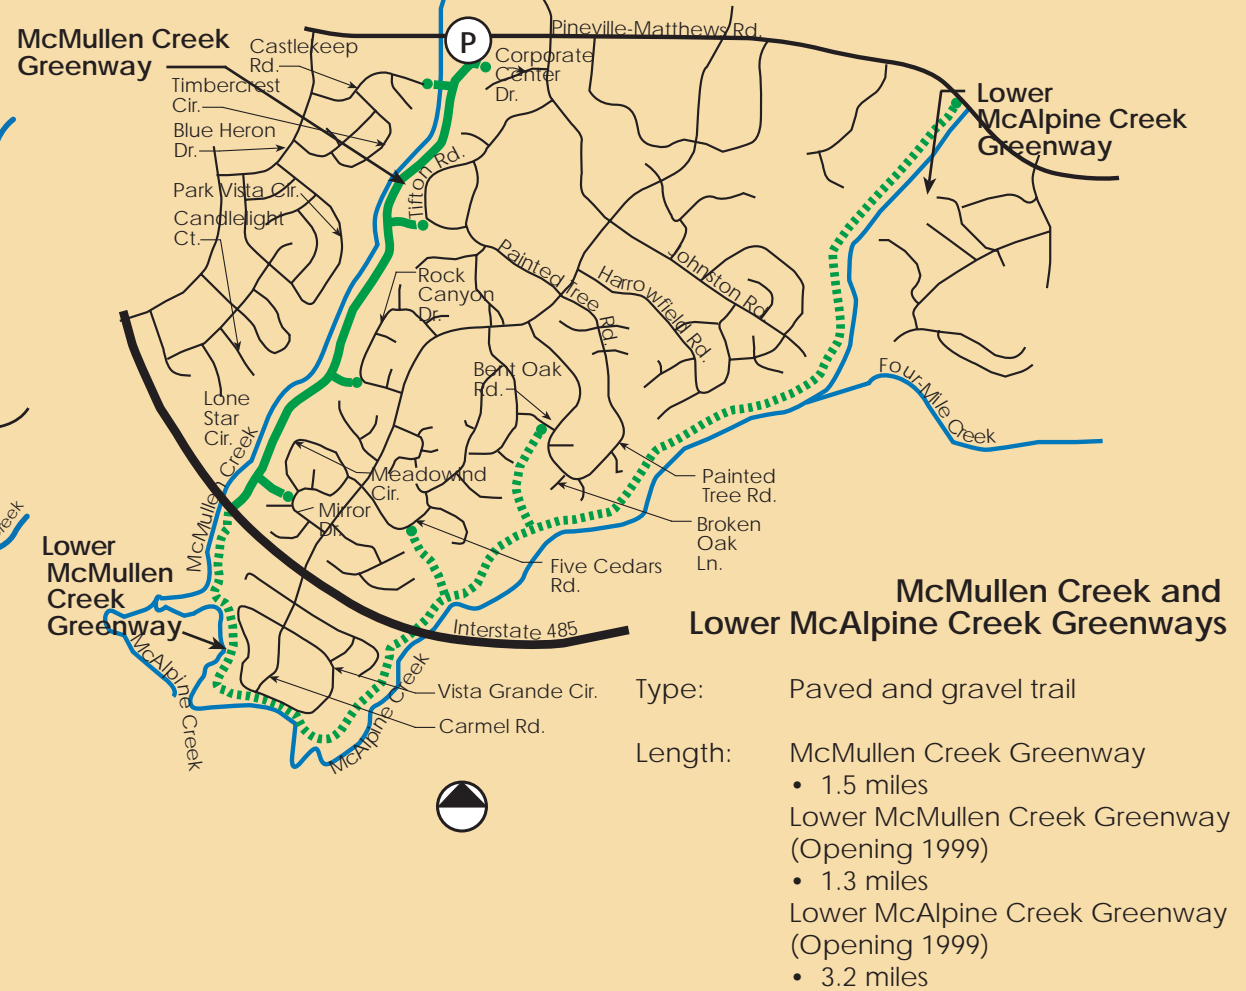 McMullen Creek
Greenway
Castlekeep
Rd.
Timbercrest
Cir.
Blue Heron
Dr.
Park Vista Cir.
Candlelight
Ct.
P
Pineville-Matthews Rd.
Corporate
Center
Dr.
Lower
McAlpine Creek
Greenway
Tifton Rd.
Rock
Canyon
Dr.
Painted Tree Rd.
Harrowfield Rd.
Johnston Rd.
Bent Oak
Rd.
Four-Mile Creek
Lone
Star
Cir.
McMullen Creek
Meadowind
Cir.
Mirror
Dr.
Painted
Tree Rd.
Broken
Oak
Ln.
Five Cedars
Rd.
reek
Lower
McMullen
Creek
Greenway
McAlpine Creek
Interstate 485
McAlpine Creek
Vista Grande Cir.
Carmel Rd.
McMullen Creek and
Lower McAlpine Creek Greenways
Type: Paved and gravel trail
Length: McMullen Creek Greenway
• 1.5 miles
Lower McMullen Creek Greenway
(Opening 1999)
• 1.3 miles
Lower McAlpine Creek Greenway
(Opening 1999)
• 3.2 miles